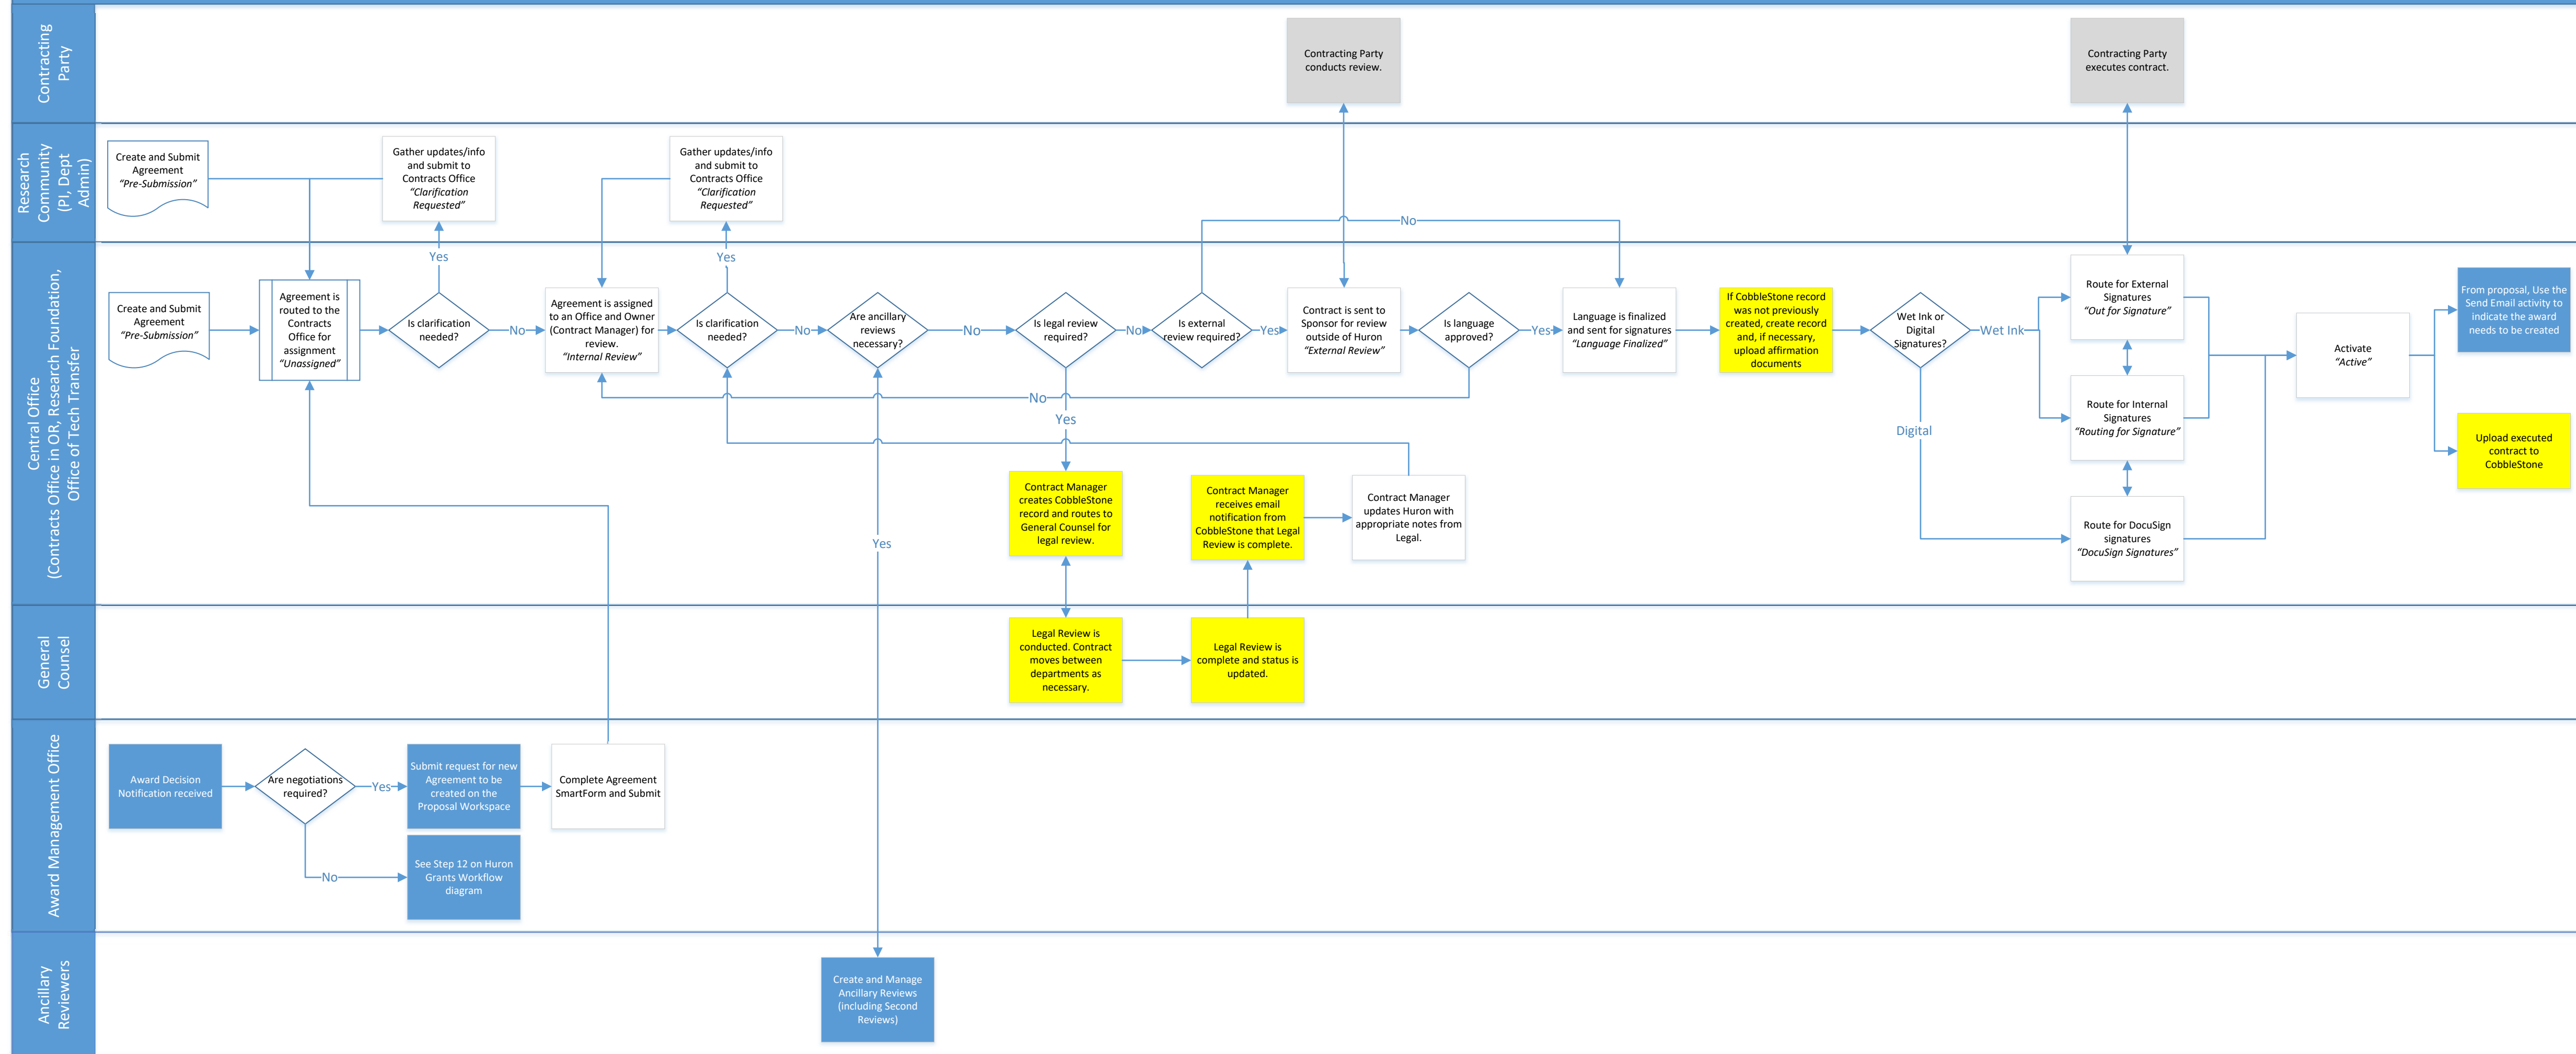 Contracting
Party
Contracting Party
conducts review.
Contracting Party
executes contract.
Research
Community
(PI, Dept
Admin)
Create and Submit
Agreement
“Pre-Submission”
Gather updates/info
and submit to
Contracts Office
“Clarification
Requested”
Gather updates/info
and submit to
Contracts Office
“Clarification
Requested”
No
Central Office
(Contracts Office in OR, Research Foundation,
Office of Tech Transfer
Create and Submit
Agreement
“Pre-Submission”
Agreement is
routed to the
Contracts
Office for
assignment
“Unassigned”
Yes
Is clarification
needed?
No
Agreement is assigned
to an Office and Owner
(Contract Manager) for
review.
“Internal Review”
Yes
Is clarification
needed?
No
Are ancillary
reviews
necessary?
No
Yes
Is legal review
required?
No
Yes
Is external
review required?
Yes
Contract is sent to
Sponsor for review
outside of Huron
“External Review”
Is language
approved?
Yes
No
Language is finalized
and sent for signatures
“Language Finalized”
If CobbleStone record
was not previously
created, create record
and, if necessary,
upload affirmation
documents
Wet Ink or
Digital
Signatures?
Wet Ink
Digital
Route for External
Signatures
“Out for Signature”
Route for Internal
Signatures
“Routing for Signature”
Route for DocuSign
signatures
“DocuSign Signatures”
Activate
“Active”
From proposal, Use the
Send Email activity to
indicate the award
needs to be created
Upload executed
contract to
CobbleStone
Contract Manager
creates CobbleStone
record and routes to
General Counsel for
legal review.
Contract Manager
receives email
notification from
CobbleStone that Legal
Review is complete.
Contract Manager
updates Huron with
appropriate notes from
Legal.
General
Counsel
Legal Review is
conducted. Contract
moves between
departments as
necessary.
Legal Review is
complete and status is
updated.
Award Management Office
Award Decision
Notification received
Are negotiations
required?
Yes
No
Submit request for new
Agreement to be
created on the
Proposal Workspace
Complete Agreement
SmartForm and Submit
See Step 12 on Huron
Grants Workflow
diagram
Ancillary
Reviewers
Create and Manage
Ancillary Reviews
(including Second
Reviews)